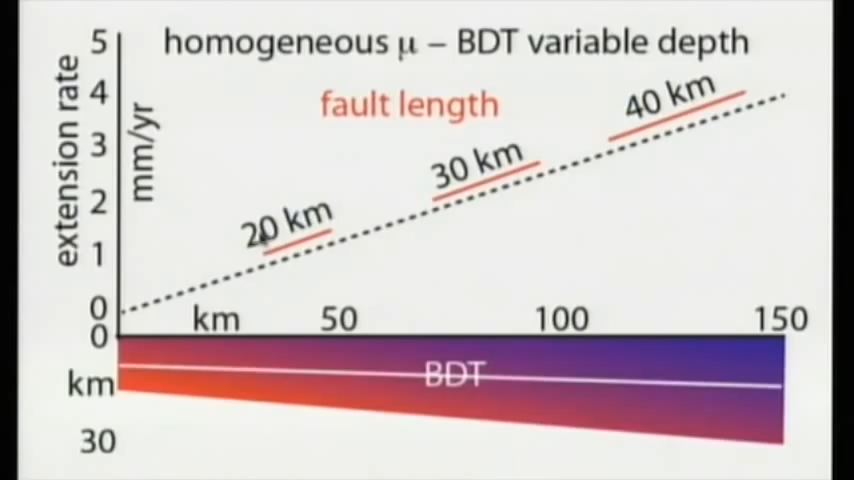 homogeneous μ – BDT variable depth
extension rate
mm/yr
5
4
3
2
1
0
fault length
20 km
30 km
40 km
km 50 100 150
0
km
30
BDT